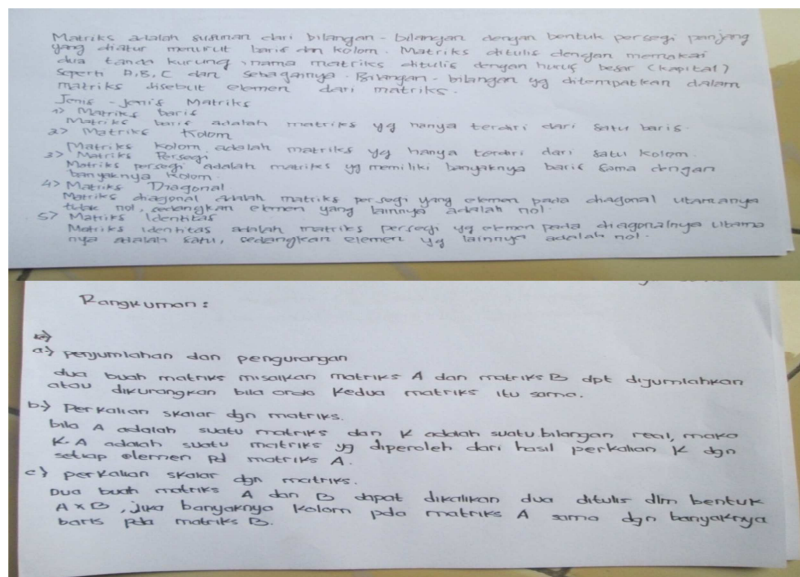 Matriks adalah susunan dari bilangan - bilangan dengan bentuk persegi panjang
yang diatur menurut baris dan kolom. Matriks ditulis dengan memakai
dua tanda kurung, nama matriks ditulis dengan huruf besar (kapital)
seperti A, B, C dan sebagainya. Bilangan - bilangan yg ditempatkan dalam
matriks disebut elemen dari matriks.
Jenis - jenis Matriks
1) Matriks baris
Matriks baris adalah matriks yg hanya terdiri dari satu baris.
2) Matriks Kolom
Matriks kolom adalah matriks yg hanya terdiri dari satu kolom.
3) Matriks Persegi
Matriks persegi adalah matriks yg memiliki banyaknya baris sama dengan
banyaknya kolom.
4) Matriks Diagonal
Matriks diagonal adalah matriks persegi yang elemen pada diagonal utamanya
tidak nol, sedangkan elemen yang lainnya adalah nol.
5) Matriks Identitas
Matriks identitas adalah matriks persegi yg elemen pada diagonalnya utama
nya adalah satu, sedangkan elemen yg lainnya adalah nol.
Rangkuman :
a) penjumlahan dan pengurangan
dua buah matriks misalkan matriks A dan matriks B dpt dijumlahkan
atau dikurangkan bila ordo kedua matriks itu sama.
b) Perkalian skalar dgn matriks.
bila A adalah suatu matriks dan K adalah suatu bilangan real, maka
K.A adalah suatu matriks yg diperoleh dari hasil perkalian K dgn
setiap elemen pd matriks A.
c) perkalian skalar dgn matriks.
Dua buah matriks A dan B dapat dikalikan dua ditulis dlm bentuk
A x B, jika banyaknya kolom pda matriks A sama dgn banyaknya
baris pda matriks B.